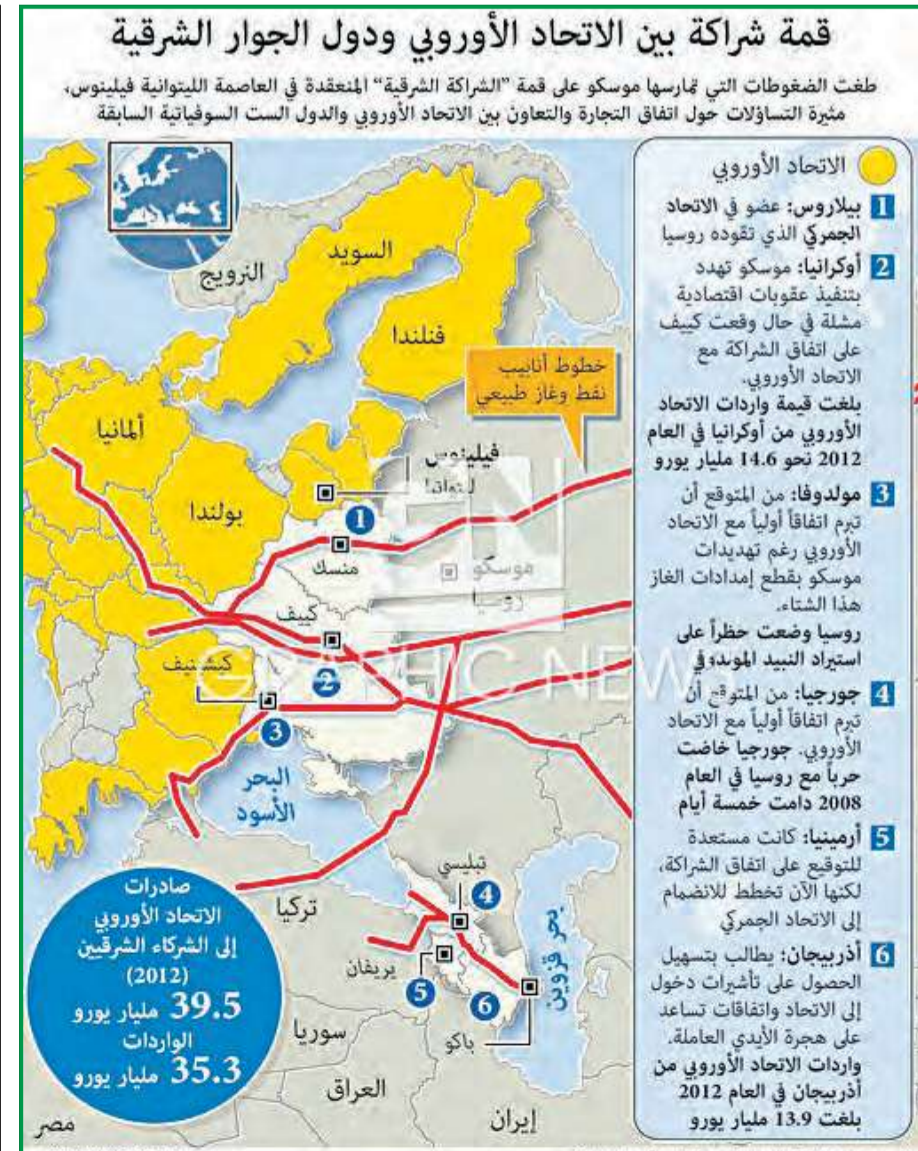 قمة شراكة بين الاتحاد الأوروبي ودول الجوار الشرقية
طغت الضغوطات التي تمارسها موسكو على قمة "الشراكة الشرقية" المنعقدة في العاصمة الليتوانية فيلينوس،
مثيرة التساؤلات حول اتفاق التجارة والتعاون بين الاتحاد الأوروبي والدول الست السوفياتية السابقة
الاتحاد الأوروبي
1 بيلاروس: عضو في الاتحاد
الجمركي الذي تقوده روسيا
2 أوكرانيا: موسكو تهدد
بتنفيذ عقوبات اقتصادية
مشلة في حال وقعت كييف
على اتفاق الشراكة مع
الاتحاد الأوروبي.
بلغت قيمة واردات الاتحاد
الأوروبي من أوكرانيا في العام
2012 نحو 14.6 مليار يورو
3 مولدوفا: من المتوقع أن
تبرم اتفاقاً أولياً مع الاتحاد
الأوروبي رغم تهديدات
موسكو بقطع إمدادات الغاز
هذا الشتاء.
روسيا وضعت حظراً على
استيراد النبيذ المولدوفي
4 جورجيا: من المتوقع أن
تبرم اتفاقاً أولياً مع الاتحاد
الأوروبي. جورجيا خاضت
حرباً مع روسيا في العام
2008 دامت خمسة أيام
5 أرمينيا: كانت مستعدة
للتوقيع على اتفاق الشراكة،
لكنها الآن تخطط للانضمام
إلى الاتحاد الجمركي
6 أذربيجان: يطالب بتسهيل
الحصول على تأشيرات دخول
إلى الاتحاد واتفاقات تساعد
على هجرة الأيدي العاملة.
واردات الاتحاد الأوروبي من
أذربيجان في العام 2012
بلغت 13.9 مليار يورو
السويد
النرويج
فنلندا
خطوط أنابيب
نفط وغاز طبيعي
ألمانيا
فيلينوس
ليتوانيا
بولندا
1
منسك
موسكو
روسيا
كييف
2
كيشنيف
3
GRAPHIC NEWS
البحر
الأسود
تبليسي
4
تركيا
يريفان
5
6
بحر قزوين
باكو
سوريا
العراق
إيران
مصر
صادرات
الاتحاد الأوروبي
إلى الشركاء الشرقيين
(2012)
39.5 مليار يورو
الواردات
35.3 مليار يورو